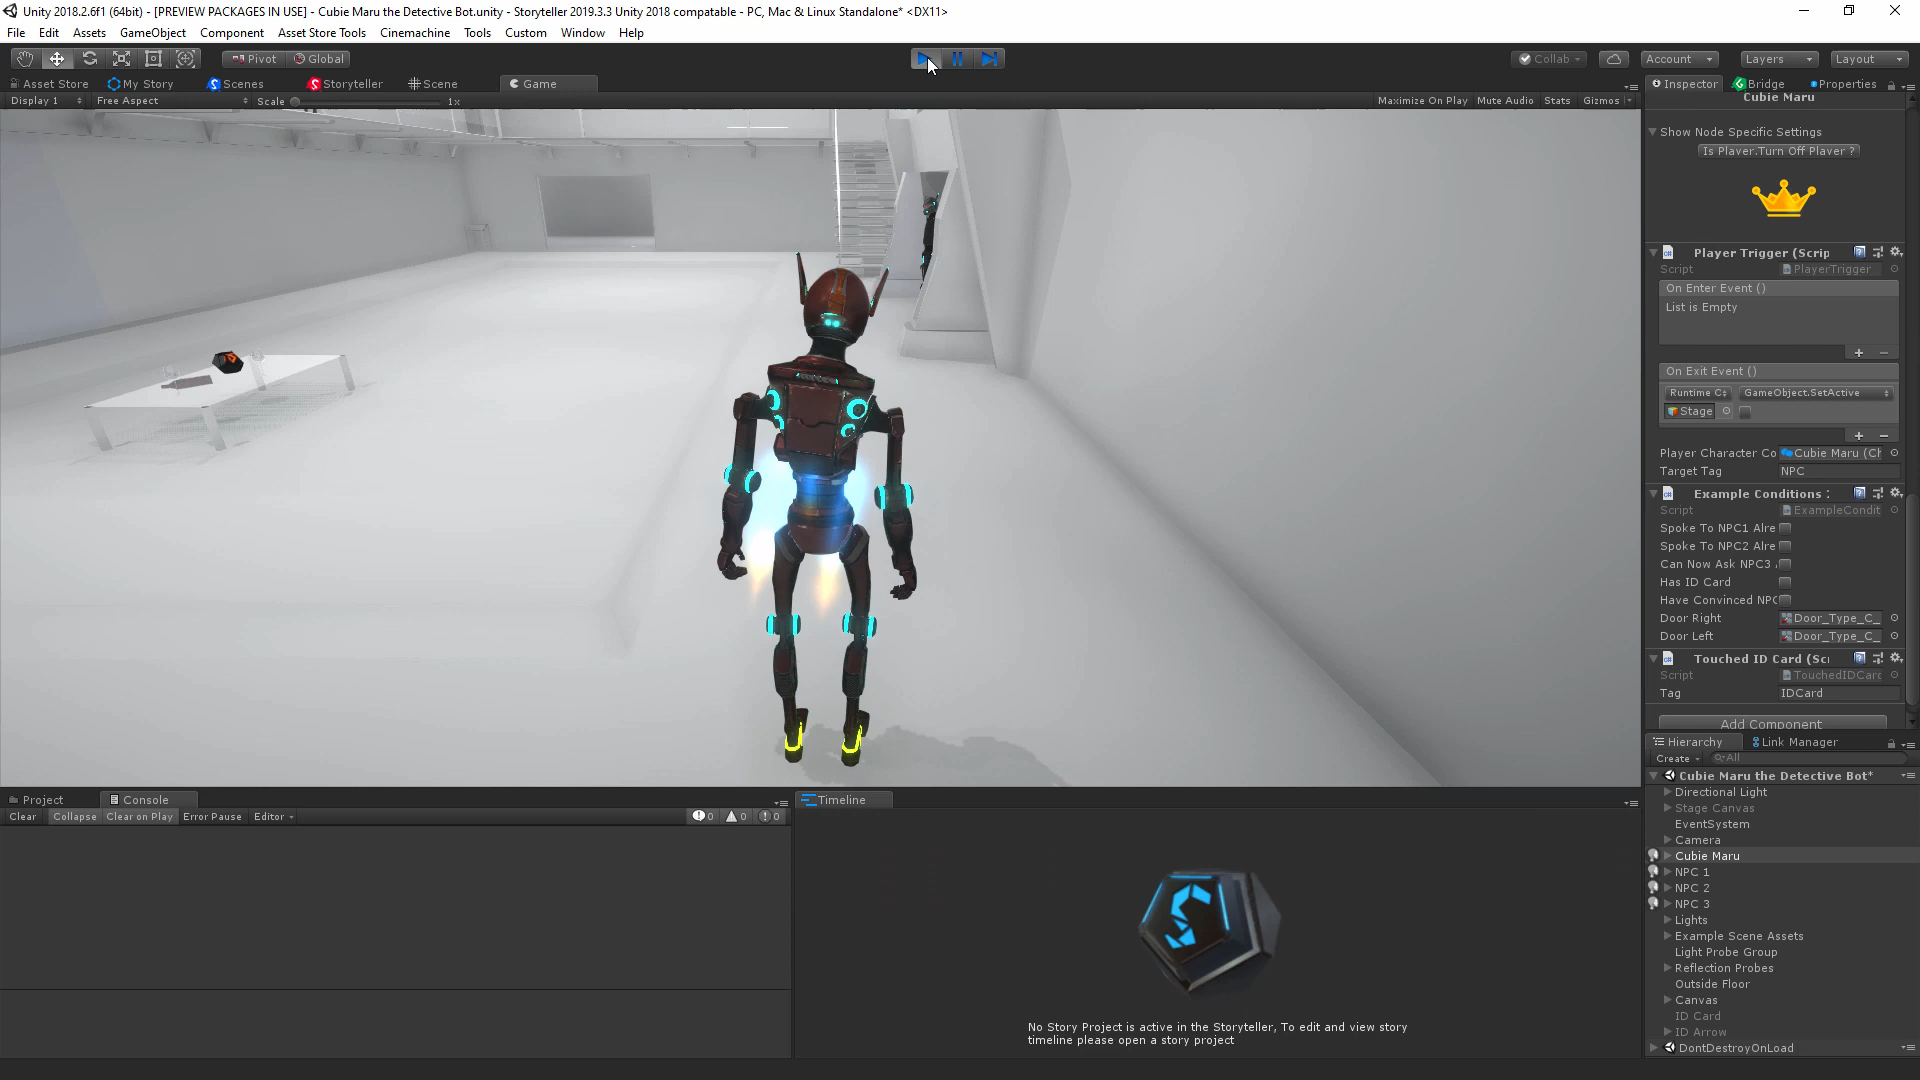 Unity 2018.2.6f1 (64bit) - [PREVIEW PACKAGES IN USE] - Cubie Maru the Detective Bot.unity - Storyteller 2019.3.3 Unity 2018 compatable - PC, Mac & Linux Standalone* <DX11>
File Edit Assets GameObject Component Asset Store Tools Cinemachine Tools Custom Window Help
Pivot Global Collab Account Layers Layout
Asset Store My Story Scenes Storyteller Scene Game
Display 1 Free Aspect Scale 1x Maximize On Play Mute Audio Stats Gizmos
Inspector Bridge Properties
Cubie Maru
Show Node Specific Settings
Is Player.Turn Off Player ?
Player Trigger (Scrip
Script PlayerTrigger
On Enter Event ()
List is Empty
+ −
On Exit Event ()
Runtime C GameObject.SetActive
Stage
+ −
Player Character Co Cubie Maru (Ch
Target Tag NPC
Example Conditions
Script ExampleCondit
Spoke To NPC1 Alre
Spoke To NPC2 Alre
Can Now Ask NPC3
Has ID Card
Have Convinced NPC
Door Right Door_Type_C_
Door Left Door_Type_C_
Touched ID Card (Sc
Script TouchedIDCard
Tag IDCard
Add Component
Hierarchy Link Manager
Create All
Cubie Maru the Detective Bot*
Directional Light
Stage Canvas
EventSystem
Camera
Cubie Maru
NPC 1
NPC 2
NPC 3
Lights
Example Scene Assets
Light Probe Group
Reflection Probes
Outside Floor
Canvas
ID Card
ID Arrow
DontDestroyOnLoad
Project Console
Clear Collapse Clear on Play Error Pause Editor 0 0 0
Timeline
No Story Project is active in the Storyteller, To edit and view story
timeline please open a story project